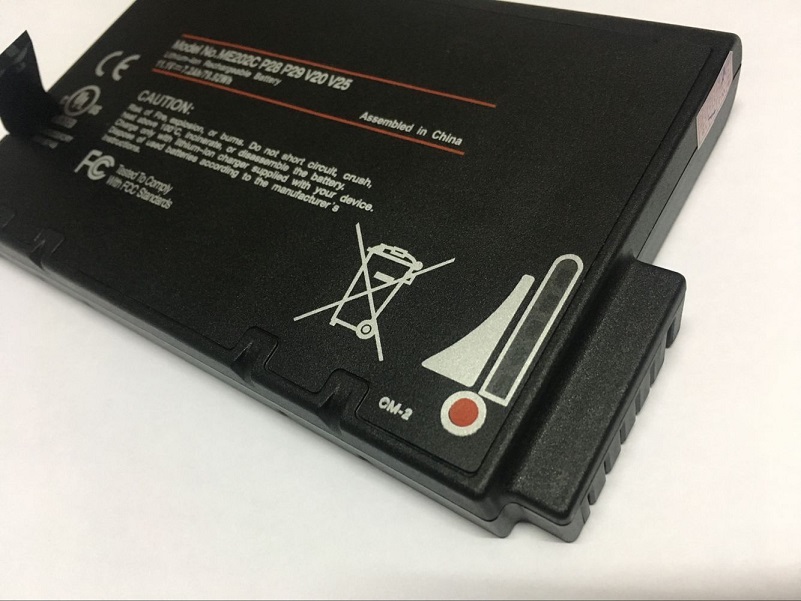 Model No.ME202C P28 P29 V20 V25
Lithium-Ion Rechargeable Battery
11.1V 7.2Ah/79.92Wh
Assembled in China
CE
CAUTION:
Risk of Fire, explosion, or burns. Do not short circuit, crush,
heat above 100°C, incinerate, or disassemble the battery.
Charge only with lithium-ion charger supplied with your device.
Dispose of used batteries according to the manufacturer's
instructions.
FC Tested To Comply
With FCC Standards
CM-2